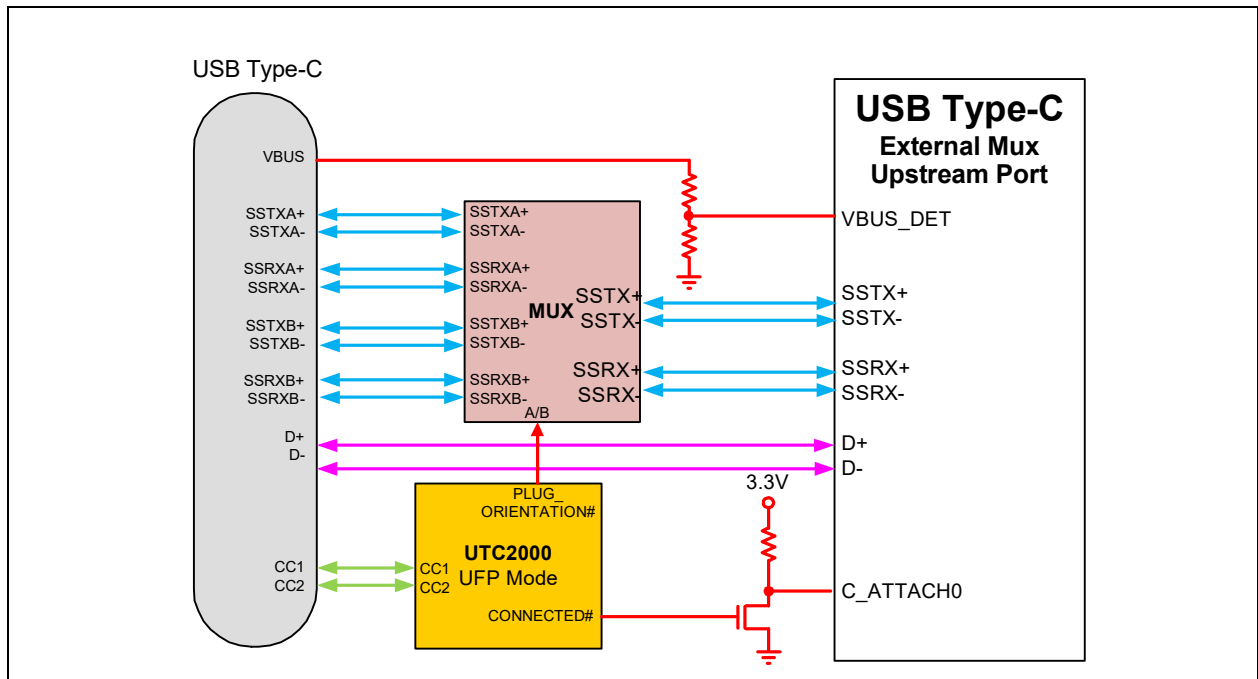 USB Type-C
VBUS
SSTXA+
SSTXA-
SSRXA+
SSRXA-
SSTXB+
SSTXB-
SSRXB+
SSRXB-
D+
D-
CC1
CC2
SSTXA+
SSTXA-
SSRXA+
SSRXA-
SSTXB+
SSTXB-
SSRXB+
SSRXB-
MUX
SSTX+
SSTX-
SSRX+
SSRX-
A/B
PLUG_
ORIENTATION#
UTC2000
UFP Mode
CC1
CC2
CONNECTED#
3.3V
USB Type-C
External Mux
Upstream Port
VBUS_DET
SSTX+
SSTX-
SSRX+
SSRX-
D+
D-
C_ATTACH0